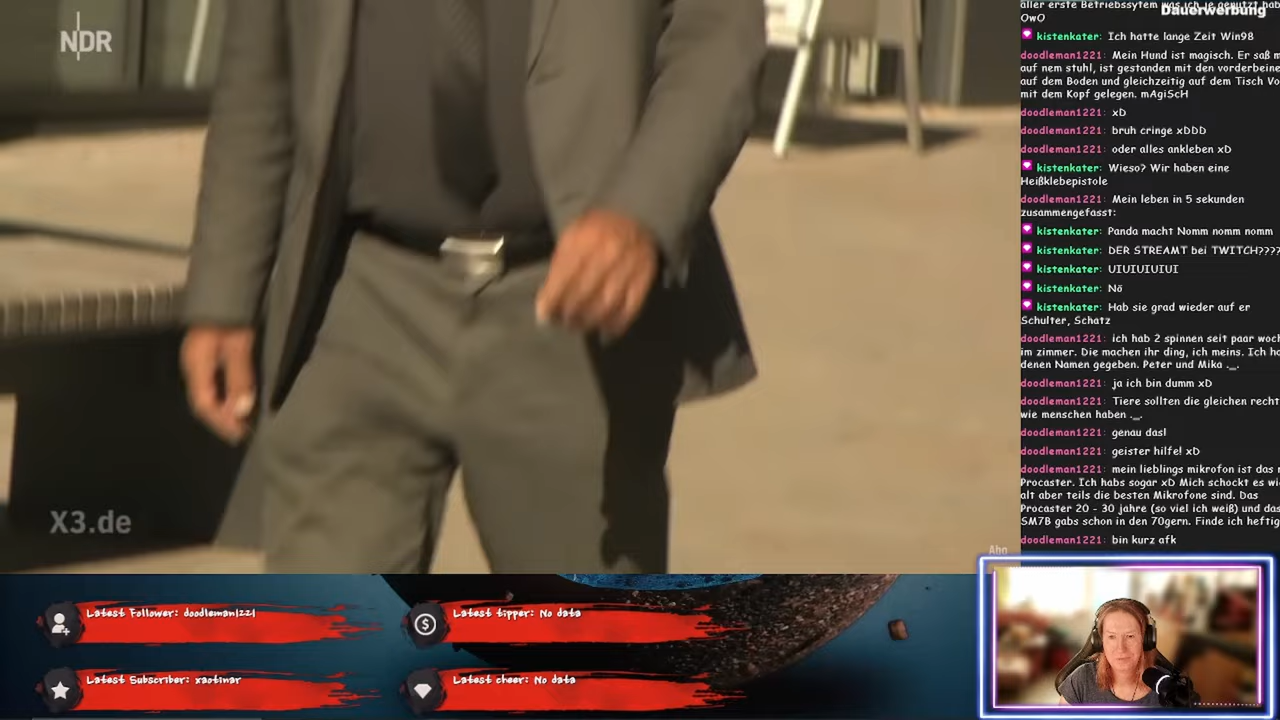 NDR
X3.de
Dauerwerbung
aller erste Betriebssytem was ich je genutzt hab
OwO
kistenkater: Ich hatte lange Zeit Win98
doodleman1221: Mein Hund ist magisch. Er saß m
auf nem stuhl, ist gestanden mit den vorderbeine
auf dem Boden und gleichzeitig auf dem Tisch Vo
mit dem Kopf gelegen. mAgiScH
doodleman1221: xD
doodleman1221: bruh cringe xDDD
doodleman1221: oder alles ankleben xD
kistenkater: Wieso? Wir haben eine
Heißklebepistole
doodleman1221: Mein leben in 5 sekunden
zusammengefasst:
kistenkater: Panda macht Nomm nomm nomm
kistenkater: DER STREAMT bei TWITCH????
kistenkater: UIUIUIUIUI
kistenkater: Nö
kistenkater: Hab sie grad wieder auf er
Schulter, Schatz
doodleman1221: ich hab 2 spinnen seit paar woch
im zimmer. Die machen ihr ding, ich meins. Ich ha
denen Namen gegeben. Peter und Mika ._.
doodleman1221: ja ich bin dumm xD
doodleman1221: Tiere sollten die gleichen recht
wie menschen haben ._.
doodleman1221: genau das!
doodleman1221: geister hilfe! xD
doodleman1221: mein lieblings mikrofon ist das
Procaster. Ich habs sogar xD Mich schockt es wi
alt aber teils die besten Mikrofone sind. Das
Procaster 20 - 30 jahre (so viel ich weiß) und das
SM7B gabs schon in den 70gern. Finde ich heftig
doodleman1221: bin kurz afk
Abo
Latest Follower: doodleman1221
Latest tipper: No data
Latest Subscriber: xaotinar
Latest cheer: No data